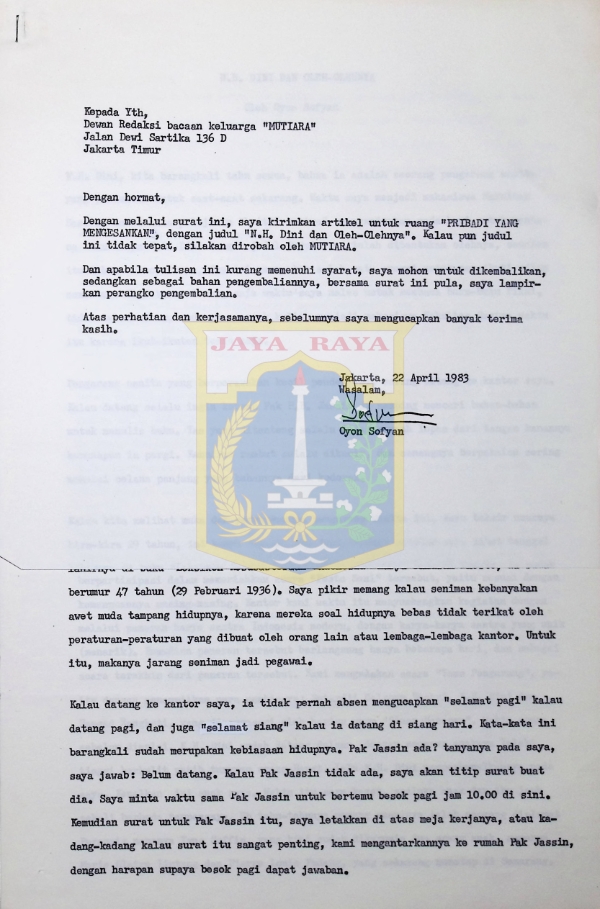 Kepada Yth,
Dewan Redaksi bacaan keluarga "MUTIARA"
Jalan Dewi Sartika 136 D
Jakarta Timur
Dengan hormat,
Dengan melalui surat ini, saya kirimkan artikel untuk ruang "PRIBADI YANG
MENGESANKAN", dengan judul "N.H. Dini dan Oleh-Olehnya". Kalau pun judul
ini tidak tepat, silakan dirobah oleh MUTIARA.
Dan apabila tulisan ini kurang memenuhi syarat, saya mohon untuk dikembalikan,
sedangkan sebagai bahan pengembaliannya, bersama surat ini pula, saya lampir-
kan perangko pengembalian.
Atas perhatian dan kerjasamanya, sebelumnya saya mengucapkan banyak terima
kasih.
JAYA RAYA
Jakarta, 22 April 1983
Wasalam,
Oyon Sofyan
berumur 47 tahun (29 Pebruari 1936). Saya pikir memang kalau seniman kebanyakan
awet muda tampang hidupnya, karena mereka soal hidupnya bebas tidak terikat oleh
peraturan-peraturan yang dibuat oleh orang lain atau lembaga-lembaga kantor. Untuk
itu, makanya jarang seniman jadi pegawai.
Kalau datang ke kantor saya, ia tidak pernah absen mengucapkan "selamat pagi" kalau
datang pagi, dan juga "selamat siang" kalau ia datang di siang hari. Kata-kata ini
barangkali sudah merupakan kebiasaan hidupnya. Pak Jassin ada? tanyanya pada saya,
saya jawab: Belum datang. Kalau Pak Jassin tidak ada, saya akan titip surat buat
dia. Saya minta waktu sama Pak Jassin untuk bertemu besok pagi jam 10.00 di sini.
Kemudian surat untuk Pak Jassin itu, saya letakkan di atas meja kerjanya, atau ka-
dang-kadang kalau surat itu sangat penting, kami mengantarkannya ke rumah Pak Jassin,
dengan harapan supaya besok pagi dapat jawaban.